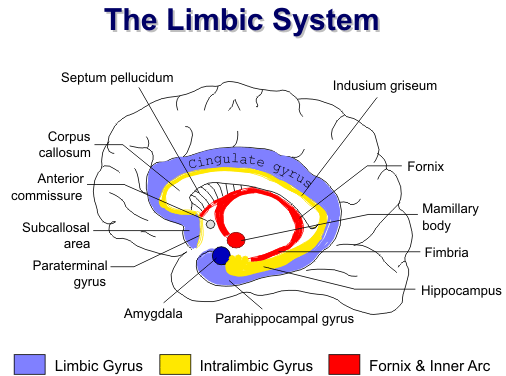 The Limbic System
Septum pellucidum
Indusium griseum
Corpus
callosum
Cingulate gyrus
Fornix
Anterior
commissure
Mamillary
body
Subcallosal
area
Fimbria
Paraterminal
gyrus
Hippocampus
Amygdala
Parahippocampal gyrus
Limbic Gyrus
Intralimbic Gyrus
Fornix & Inner Arc